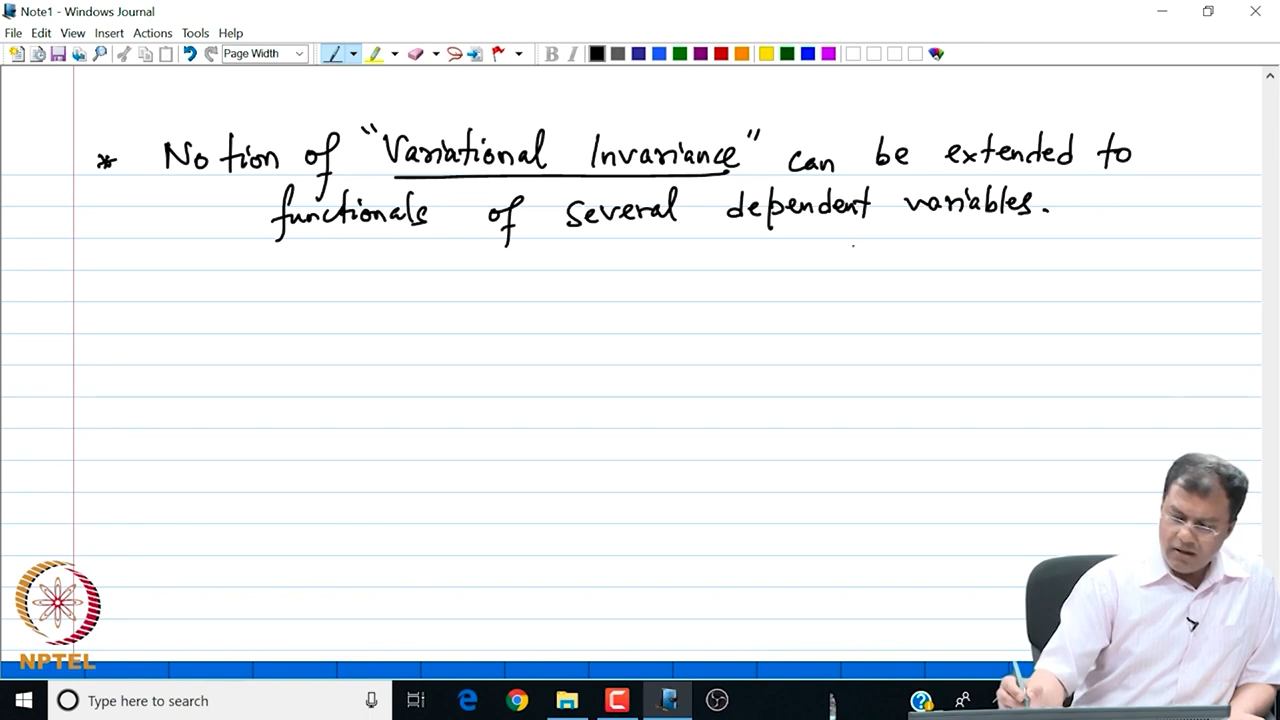 Note1 - Windows Journal
File Edit View Insert Actions Tools Help
Page Width
B I
* Notion of "Variational Invariance" can be extended to
functionals of several dependent variables.
NPTEL
Type here to search